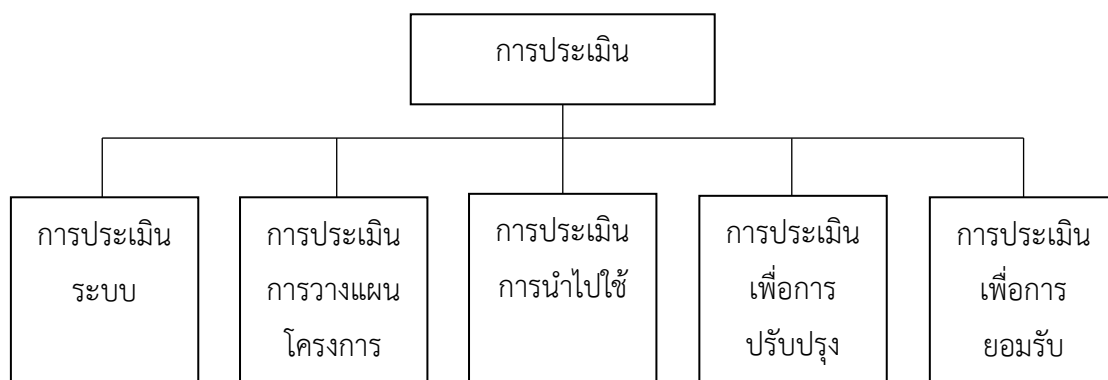 การประเมิน
การประเมิน
ระบบ
การประเมิน
การวางแผน
โครงการ
การประเมิน
การนำไปใช้
การประเมิน
เพื่อการ
ปรับปรุง
การประเมิน
เพื่อการ
ยอมรับ